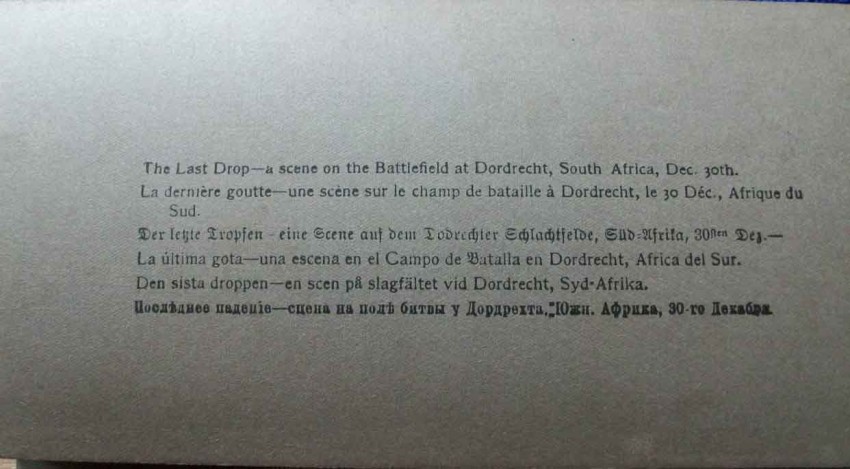 The Last Drop—a scene on the Battlefield at Dordrecht, South Africa, Dec. 30th.
La dernière goutte—une scène sur le champ de bataille à Dordrecht, le 30 Déc., Afrique du
Sud.
Der letzte Tropfen - eine Scene auf dem Dodrechter Schlachtfelde, Süd-Afrika, 30sten Dez.—
La última gota—una escena en el Campo de Batalla en Dordrecht, Africa del Sur.
Den sista droppen—en scen på slagfältet vid Dordrecht, Syd-Afrika.
Послѣднее паденіе—сцена на полѣ битвы у Дордрехта, Южн. Африка, 30-го Декабря